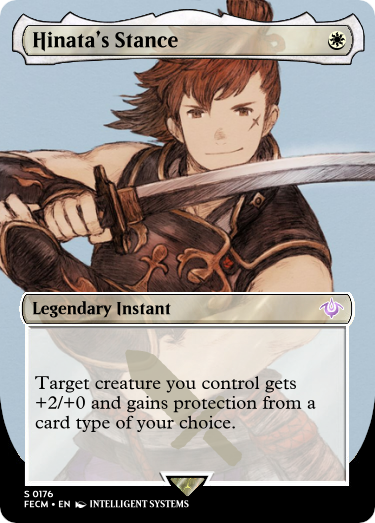 Hinata's Stance
Legendary Instant
Target creature you control gets
+2/+0 and gains protection from a
card type of your choice.
S 0176
FECM • EN INTELLIGENT SYSTEMS